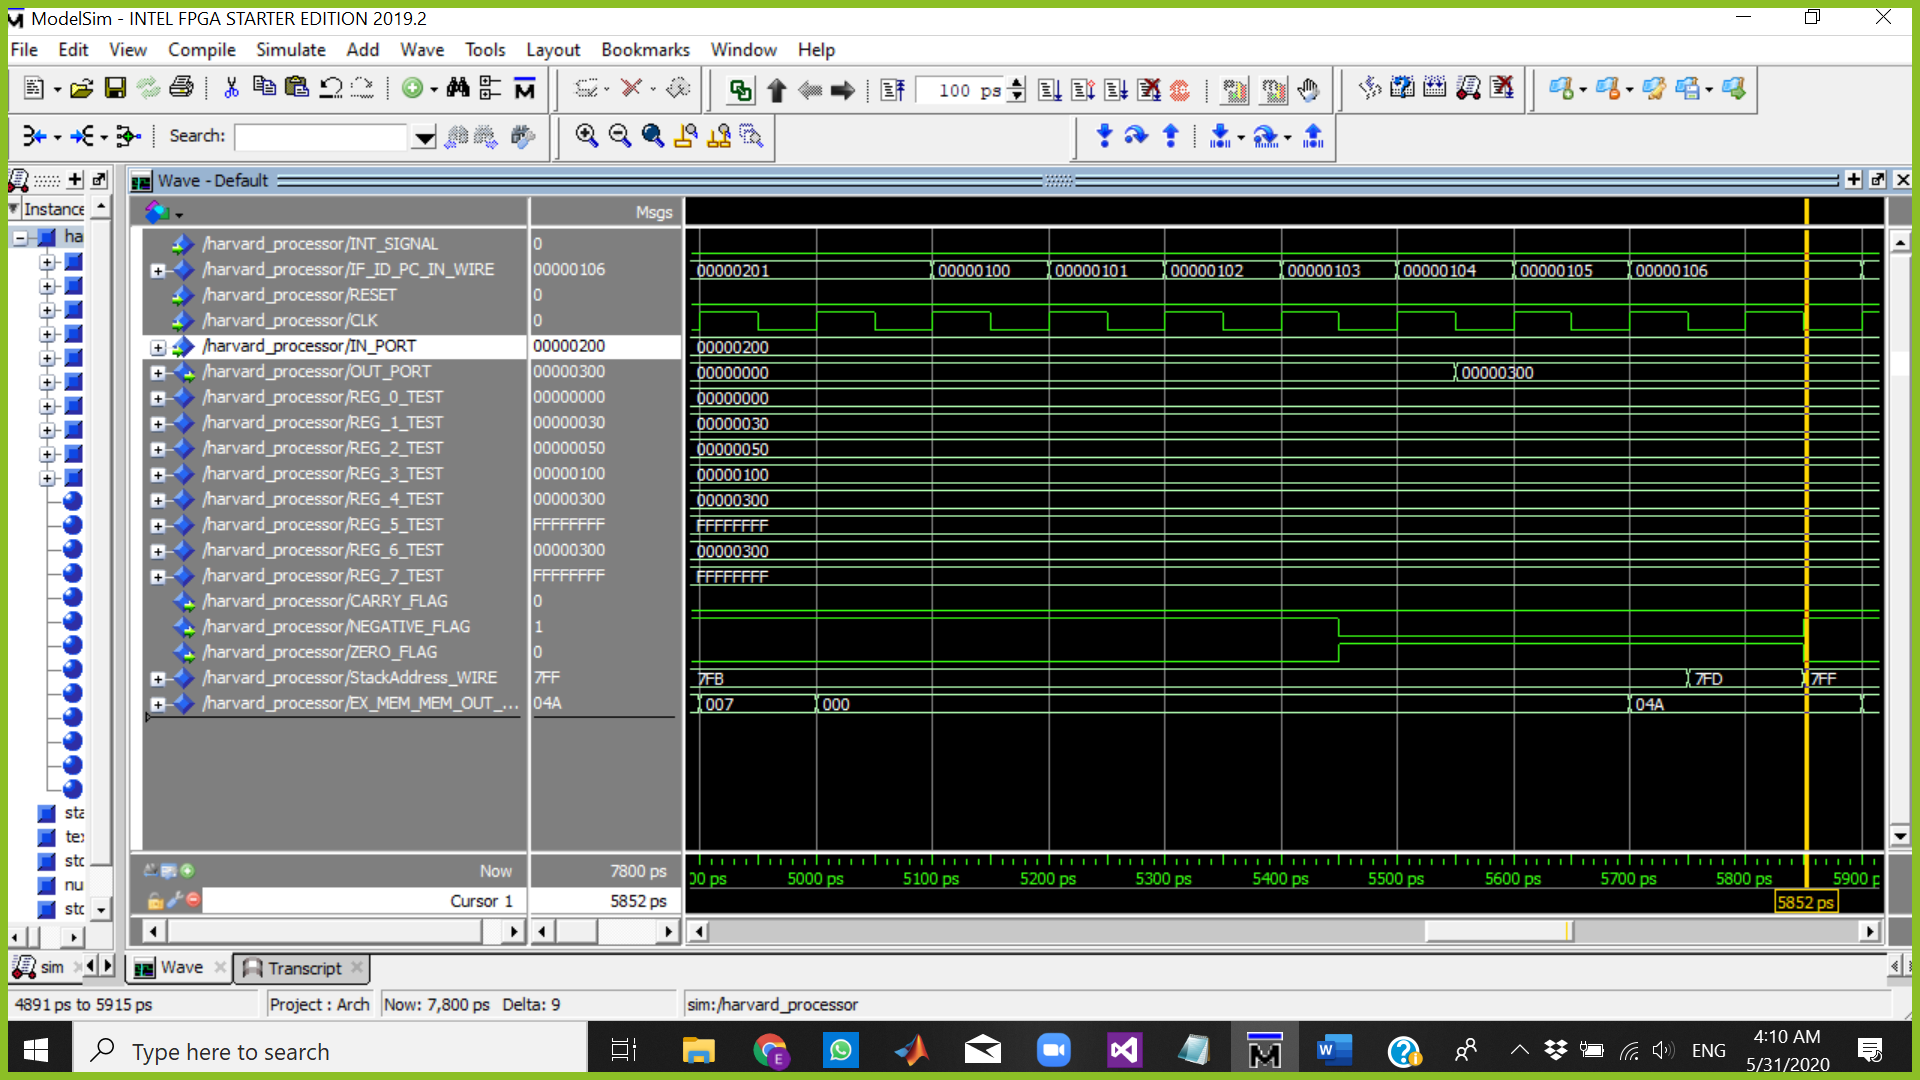 ModelSim - INTEL FPGA STARTER EDITION 2019.2
File Edit View Compile Simulate Add Wave Tools Layout Bookmarks Window Help
100 ps
Search:
Wave - Default
Instance
Msgs
ha
/harvard_processor/INT_SIGNAL 0
/harvard_processor/IF_ID_PC_IN_WIRE 00000106 00000201 00000100 00000101 00000102 00000103 00000104 00000105 00000106
/harvard_processor/RESET 0
/harvard_processor/CLK 0
/harvard_processor/IN_PORT 00000200 00000200
/harvard_processor/OUT_PORT 00000300 00000000 00000300
/harvard_processor/REG_0_TEST 00000000 00000000
/harvard_processor/REG_1_TEST 00000030 00000030
/harvard_processor/REG_2_TEST 00000050 00000050
/harvard_processor/REG_3_TEST 00000100 00000100
/harvard_processor/REG_4_TEST 00000300 00000300
/harvard_processor/REG_5_TEST FFFFFFFF FFFFFFFF
/harvard_processor/REG_6_TEST 00000300 00000300
/harvard_processor/REG_7_TEST FFFFFFFF FFFFFFFF
/harvard_processor/CARRY_FLAG 0
/harvard_processor/NEGATIVE_FLAG 1
/harvard_processor/ZERO_FLAG 0
/harvard_processor/StackAddress_WIRE 7FF 7FB 7FD 7FF
/harvard_processor/EX_MEM_MEM_OUT_... 04A 007 000 04A
sta
te
std
nu
std
Now 7800 ps
00 ps 5000 ps 5100 ps 5200 ps 5300 ps 5400 ps 5500 ps 5600 ps 5700 ps 5800 ps 5900 p
Cursor 1 5852 ps 5852 ps
sim Wave Transcript
4891 ps to 5915 ps Project : Arch Now: 7,800 ps Delta: 9 sim:/harvard_processor
Type here to search
E
W
ENG
4:10 AM
5/31/2020